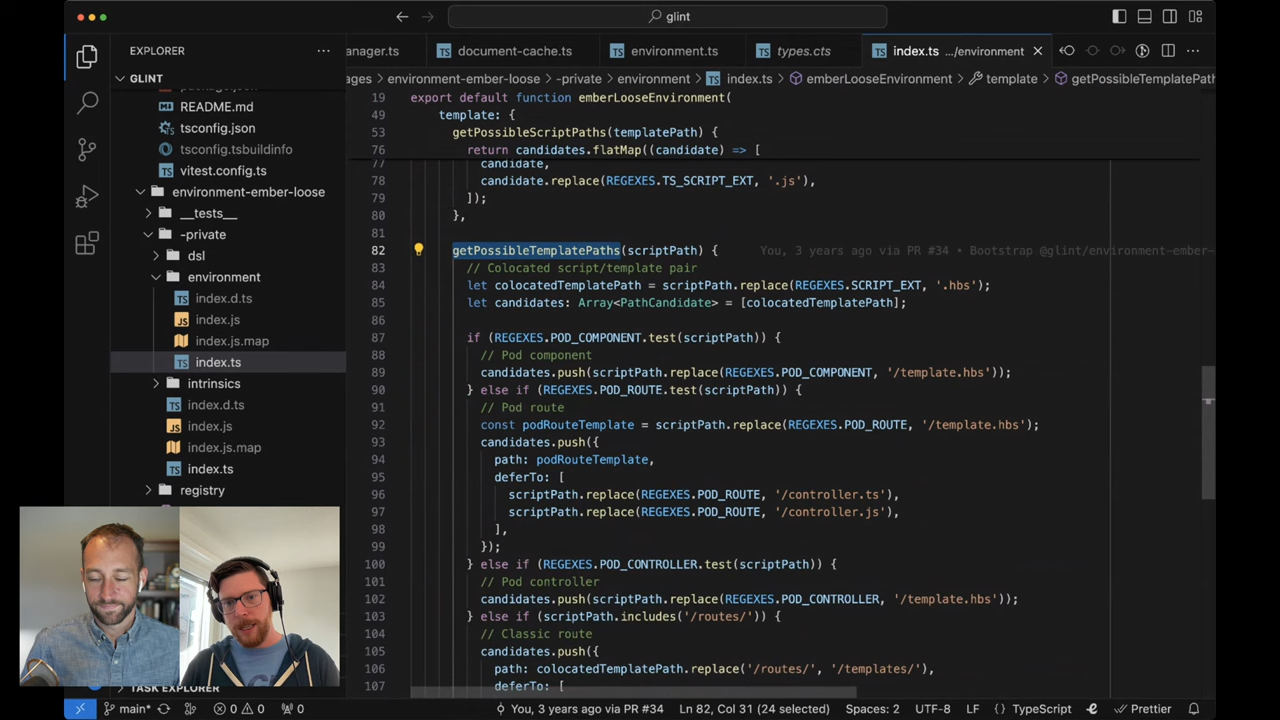 glint
EXPLORER
GLINT
README.md
tsconfig.json
tsconfig.tsbuildinfo
vitest.config.ts
environment-ember-loose
__tests__
-private
dsl
environment
index.d.ts
index.js
index.js.map
index.ts
intrinsics
index.d.ts
index.js
index.js.map
index.ts
registry
TASK EXPLORER
anager.ts
document-cache.ts
environment.ts
types.cts
index.ts .../environment
ages > environment-ember-loose > -private > environment > index.ts > emberLooseEnvironment > template > getPossibleTemplatePath
19 export default function emberLooseEnvironment(
49 template: {
53 getPossibleScriptPaths(templatePath) {
76 return candidates.flatMap((candidate) => [
77 candidate,
78 candidate.replace(REGEXES.TS_SCRIPT_EXT, '.js'),
79 ]);
80 },
81
82 getPossibleTemplatePaths(scriptPath) { You, 3 years ago via PR #34 • Bootstrap @glint/environment-ember-
83 // Colocated script/template pair
84 let colocatedTemplatePath = scriptPath.replace(REGEXES.SCRIPT_EXT, '.hbs');
85 let candidates: Array<PathCandidate> = [colocatedTemplatePath];
86
87 if (REGEXES.POD_COMPONENT.test(scriptPath)) {
88 // Pod component
89 candidates.push(scriptPath.replace(REGEXES.POD_COMPONENT, '/template.hbs'));
90 } else if (REGEXES.POD_ROUTE.test(scriptPath)) {
91 // Pod route
92 const podRouteTemplate = scriptPath.replace(REGEXES.POD_ROUTE, '/template.hbs');
93 candidates.push({
94 path: podRouteTemplate,
95 deferTo: [
96 scriptPath.replace(REGEXES.POD_ROUTE, '/controller.ts'),
97 scriptPath.replace(REGEXES.POD_ROUTE, '/controller.js'),
98 ],
99 });
100 } else if (REGEXES.POD_CONTROLLER.test(scriptPath)) {
101 // Pod controller
102 candidates.push(scriptPath.replace(REGEXES.POD_CONTROLLER, '/template.hbs'));
103 } else if (scriptPath.includes('/routes/')) {
104 // Classic route
105 candidates.push({
106 path: colocatedTemplatePath.replace('/routes/', '/templates/'),
107 deferTo: [
main* 0 0 0 You, 3 years ago via PR #34 Ln 82, Col 31 (24 selected) Spaces: 2 UTF-8 LF {} TypeScript Prettier